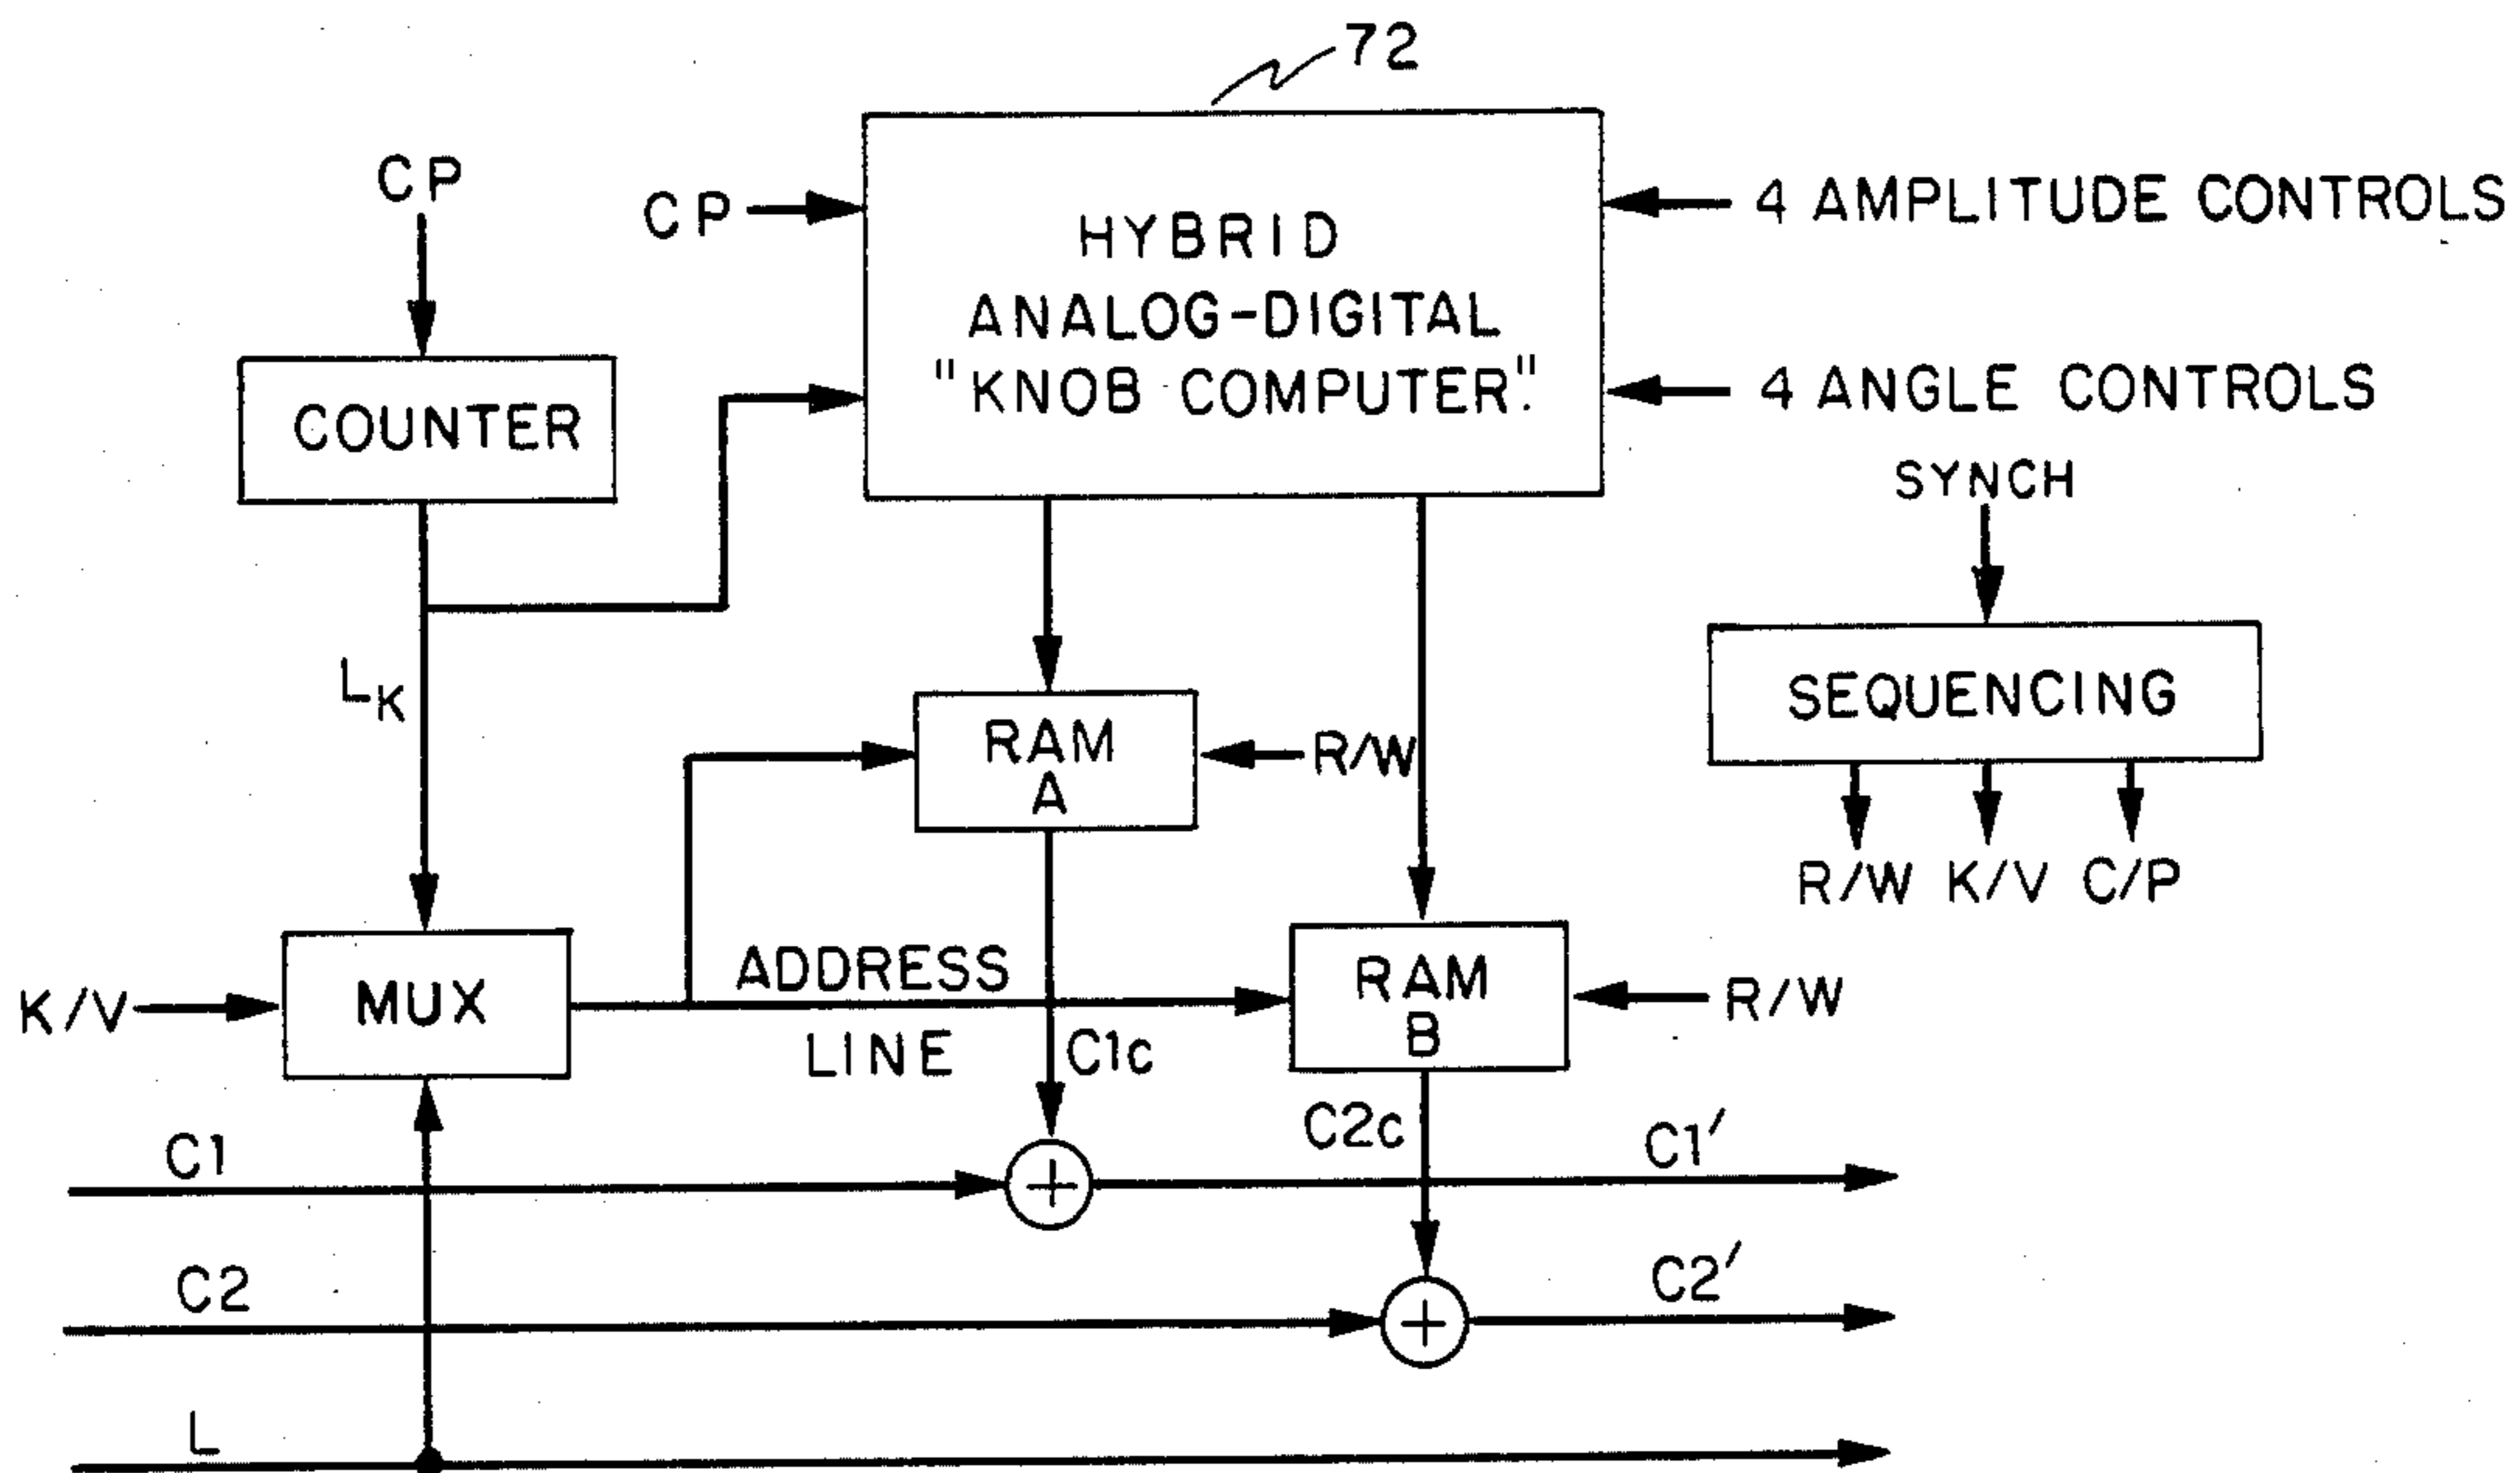 72
CP
CP
HYBRID
ANALOG-DIGITAL
"KNOB COMPUTER."
4 AMPLITUDE CONTROLS
4 ANGLE CONTROLS
COUNTER
SYNCH
SEQUENCING
R/W K/V C/P
LK
RAM
A
R/W
K/V
MUX
ADDRESS
LINE
C1c
RAM
B
R/W
C2c
C1
C1′
C2
C2′
L